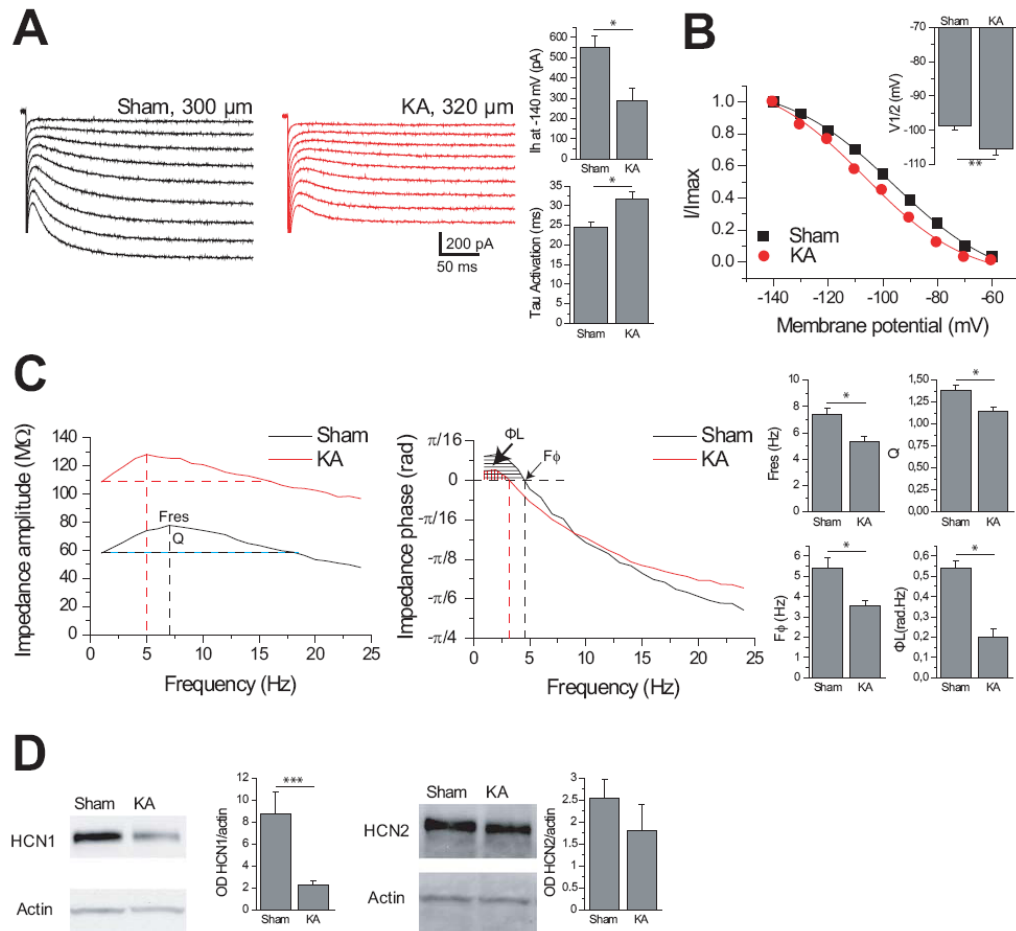 A
Sham, 300 µm
KA, 320 µm
200 pA
50 ms
Ih at -140 mV (pA)
600
550
500
450
400
350
300
250
200
150
100
50
0
*
Sham KA
Tau Activation (ms)
35
30
25
20
15
10
5
0
*
Sham KA
B
I/Imax
1.0
0.8
0.6
0.4
0.2
0.0
Sham
KA
-140 -120 -100 -80 -60
Membrane potential (mV)
Sham KA
V1/2 (mV)
-70
-80
-90
-100
-110
**
C
Impedance amplitude (MΩ)
140
120
100
80
60
40
20
0
Sham
KA
Fres
Q
0 5 10 15 20 25
Frequency (Hz)
Impedance phase (rad)
π/16
0
-π/16
-π/8
-π/6
-π/4
ΦL
Fϕ
Sham
KA
0 5 10 15 20 25
Frequency (Hz)
Fres (Hz)
10
8
6
4
2
0
*
Sham KA
Q
1,50
1,25
1,00
0,75
0,50
0,25
0,00
*
Sham KA
Fϕ (Hz)
6
5
4
3
2
1
0
*
Sham KA
ΦL(rad.Hz)
0,6
0,4
0,2
0,0
*
Sham KA
D
Sham KA
HCN1
Actin
OD HCN1/actin
12
10
8
6
4
2
0
***
Sham KA
Sham KA
HCN2
Actin
OD HCN2/actin
3
2.5
2
1.5
1
0.5
0
Sham KA